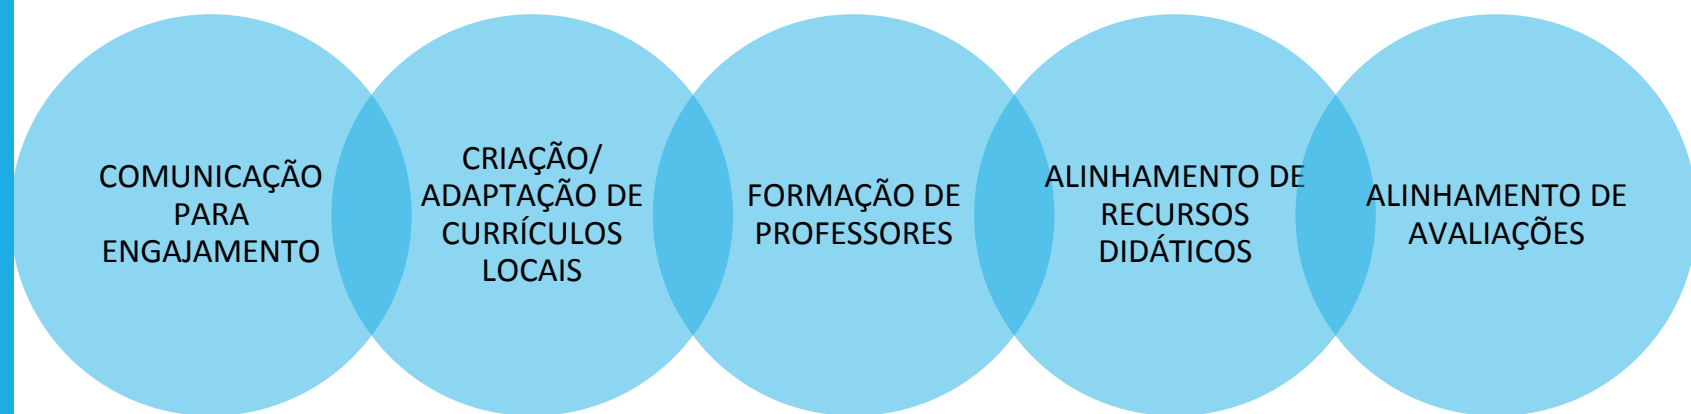 COMUNICAÇÃO
PARA
ENGAJAMENTO
CRIAÇÃO/
ADAPTAÇÃO DE
CURRÍCULOS
LOCAIS
FORMAÇÃO DE
PROFESSORES
ALINHAMENTO DE
RECURSOS
DIDÁTICOS
ALINHAMENTO DE
AVALIAÇÕES